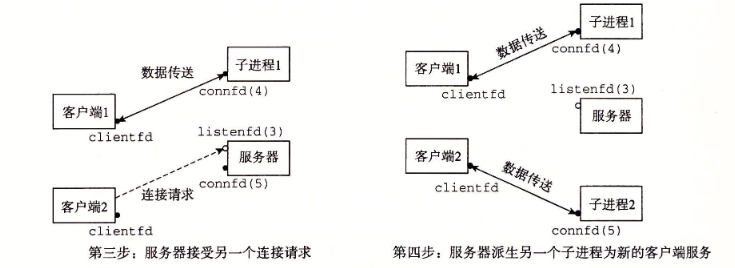 子进程1
数据传送
connfd(4)
客户端1
clientfd
listenfd(3)
服务器
connfd(5)
连接请求
客户端2
clientfd
第三步：服务器接受另一个连接请求
子进程1
数据传送
connfd(4)
客户端1
clientfd
listenfd(3)
服务器
客户端2
clientfd
数据传送
子进程2
connfd(5)
第四步：服务器派生另一个子进程为新的客户端服务